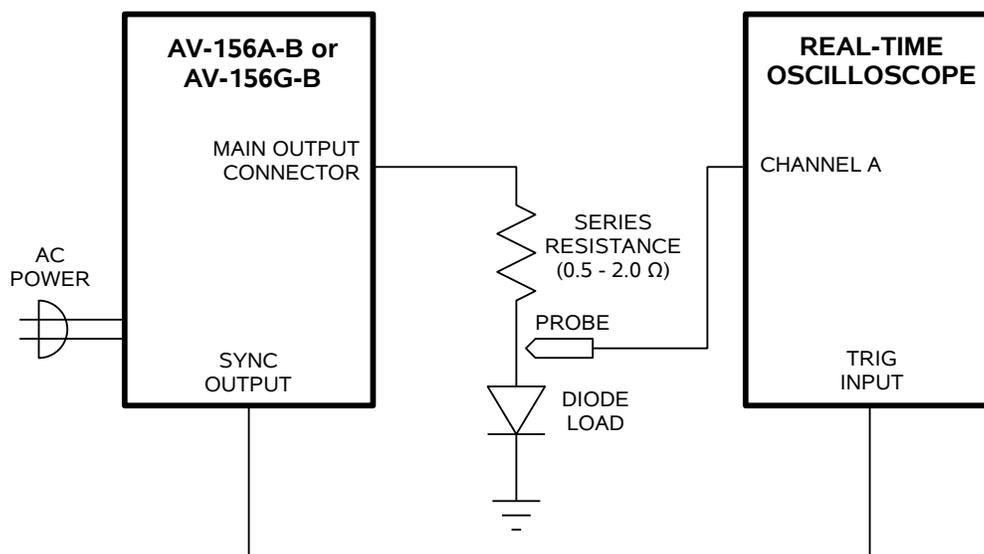 AV-156A-B or
AV-156G-B
REAL-TIME
OSCILLOSCOPE
MAIN OUTPUT
CONNECTOR
CHANNEL A
SERIES
RESISTANCE
(0.5 - 2.0 Ω)
AC
POWER
PROBE
SYNC
OUTPUT
TRIG
INPUT
DIODE
LOAD